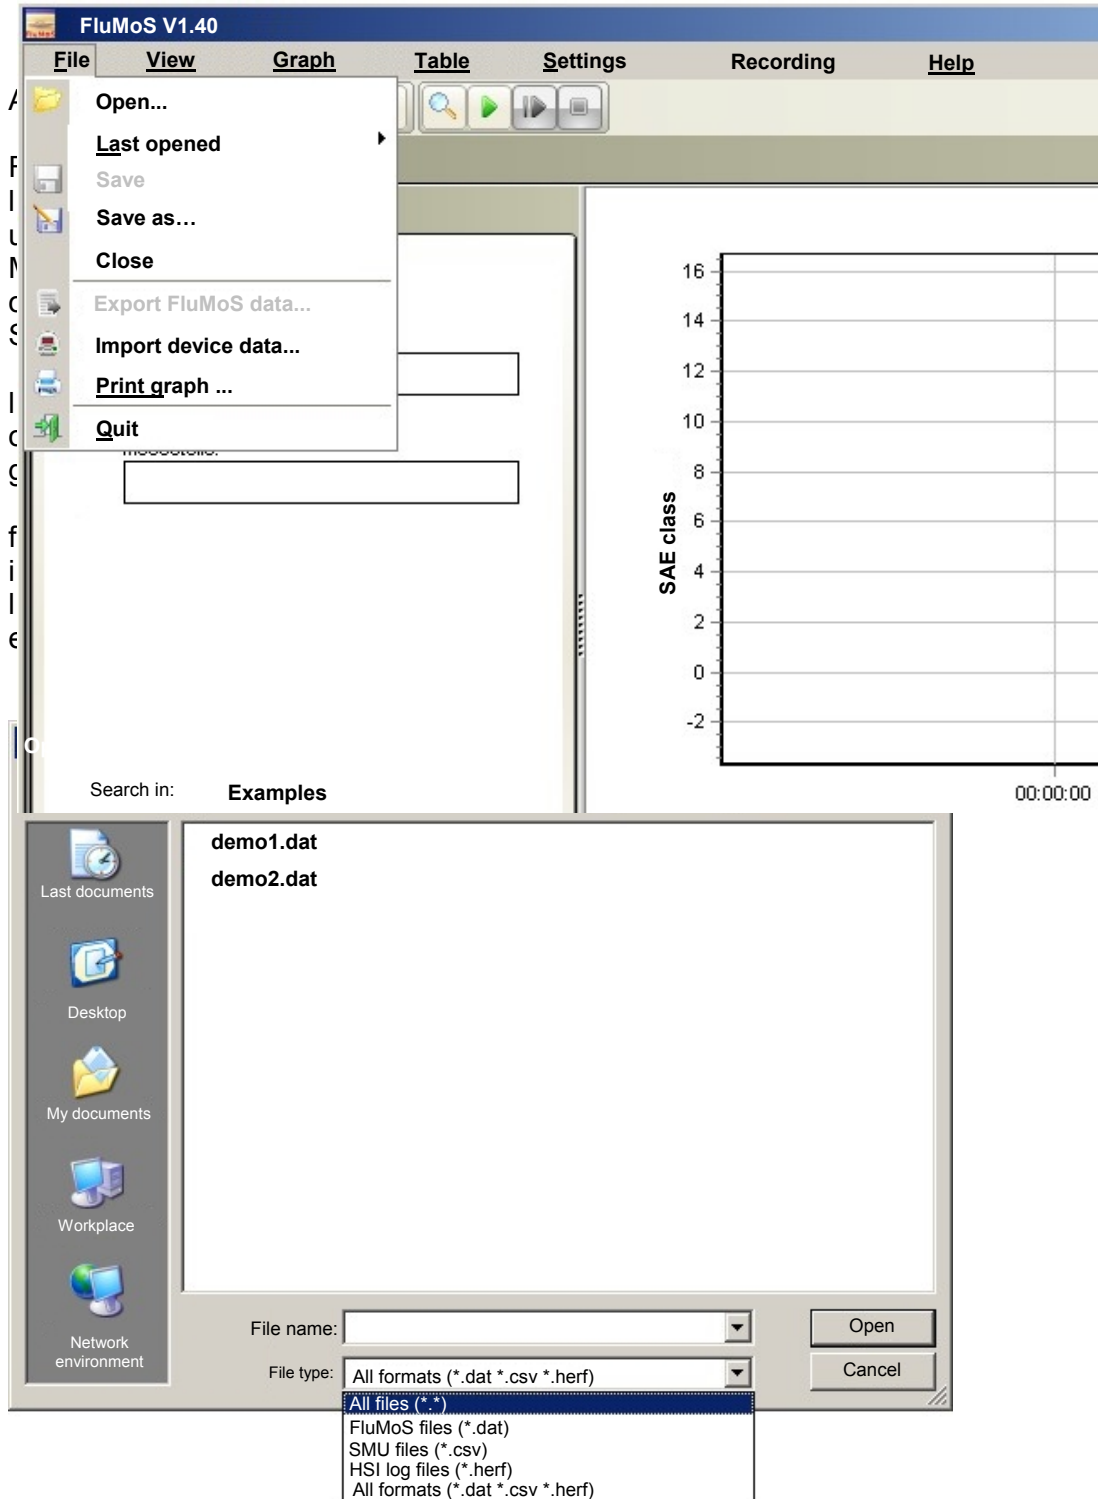 FluMoS V1.40
File View Graph Table Settings Recording Help
Open...
Last opened
Save
Save as...
Close
Export FluMoS data...
Import device data...
Print graph ...
Quit
16
14
12
10
8
6
4
2
0
-2
SAE class
00:00:00
Search in: Examples
demo1.dat
demo2.dat
Last documents
Desktop
My documents
Workplace
Network
environment
File name:
Open
File type: All formats (*.dat *.csv *.herf)
Cancel
All files (*.*)
FluMoS files (*.dat)
SMU files (*.csv)
HSI log files (*.herf)
All formats (*.dat *.csv *.herf)